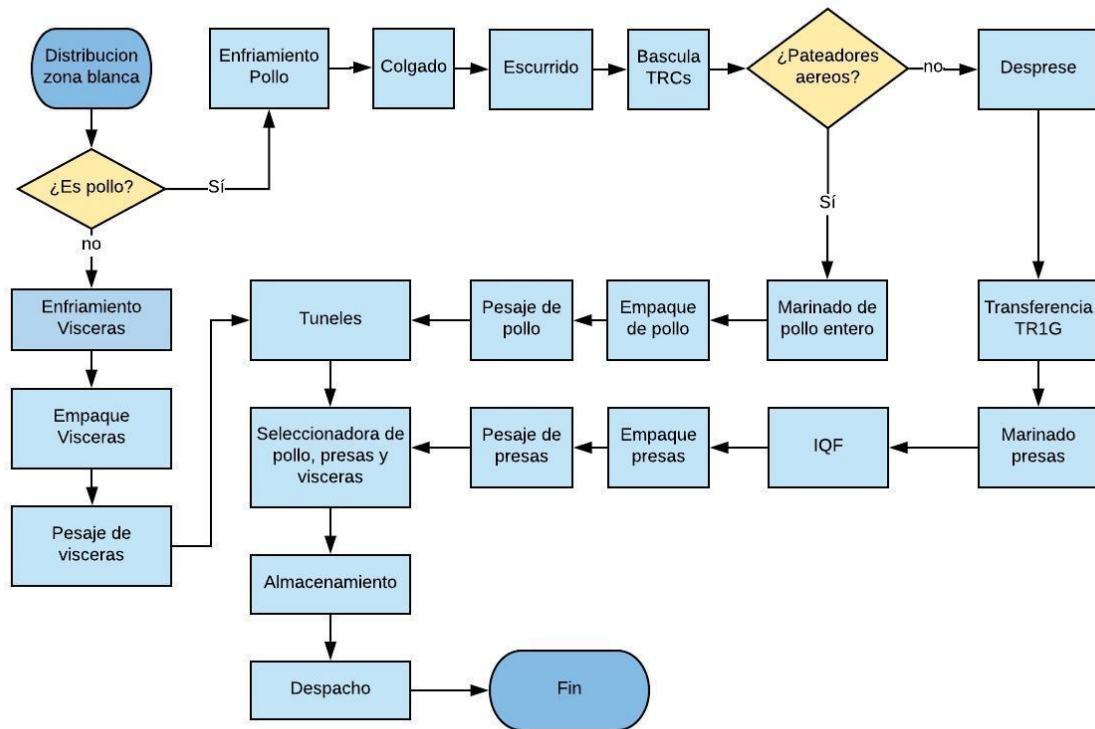 Distribucion
zona blanca
Enfriamiento
Pollo
Colgado
Escurrido
Bascula
TRCs
¿Pateadores
aereos?
no
Desprese
¿Es pollo?
Sí
Sí
no
Enfriamiento
Visceras
Tuneles
Pesaje de
pollo
Empaque
de pollo
Marinado de
pollo entero
Transferencia
TR1G
Empaque
Visceras
Seleccionadora de
pollo, presas y
visceras
Pesaje de
presas
Empaque
presas
IQF
Marinado
presas
Pesaje de
visceras
Almacenamiento
Despacho
Fin